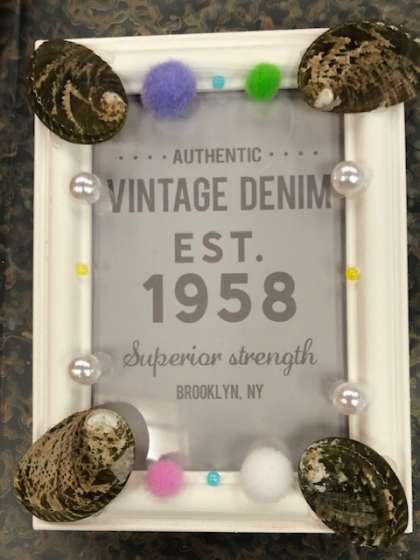 AUTHENTIC
VINTAGE DENIM
EST.
1958
Superior strength
BROOKLYN, NY